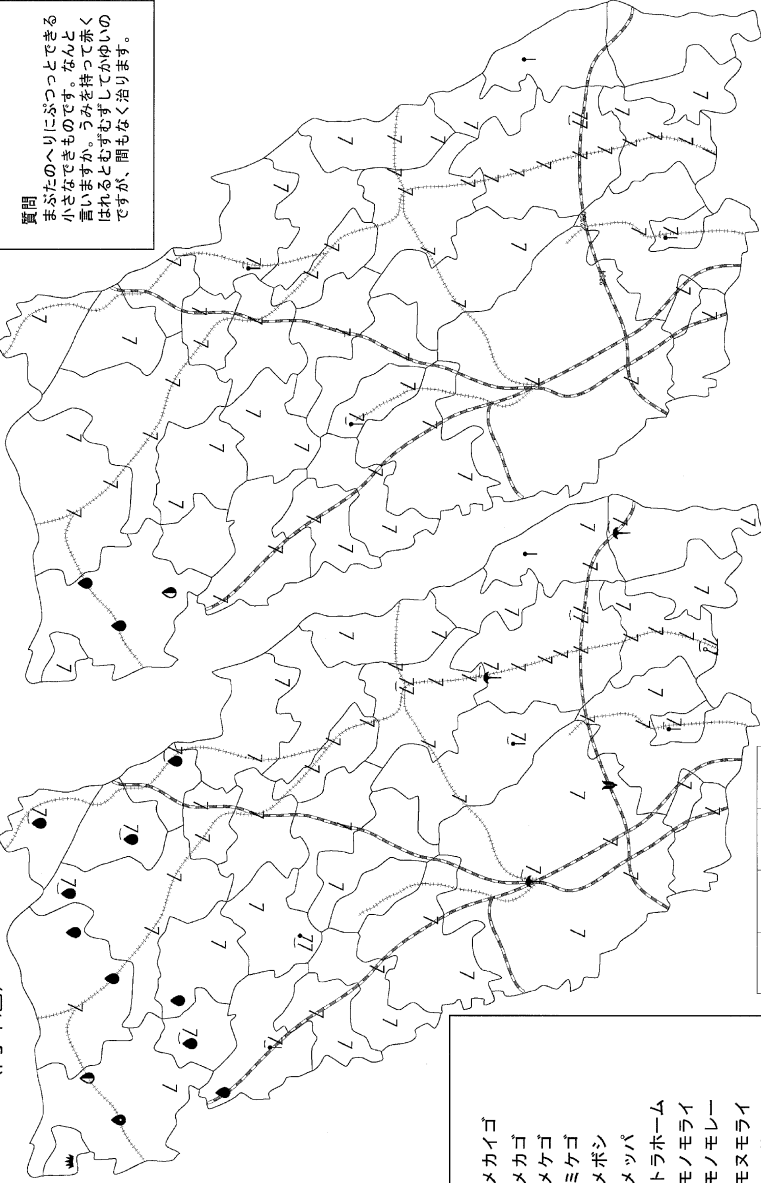 質問
まぶたのへりにぷつっとできる
小さなできものです。なんと
言いますか。うみを持って赤く
はれるとむずむずしてかゆいの
ですが、間もなく治ります。
メカイゴ
メカゴ
メケゴ
ミケゴ
メボシ
メッパ
トラホーム
モノモライ
モノモレー
モヌモライ